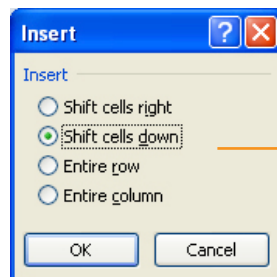 Insert
Insert
Shift cells right
Shift cells down
Entire row
Entire column
OK
Cancel